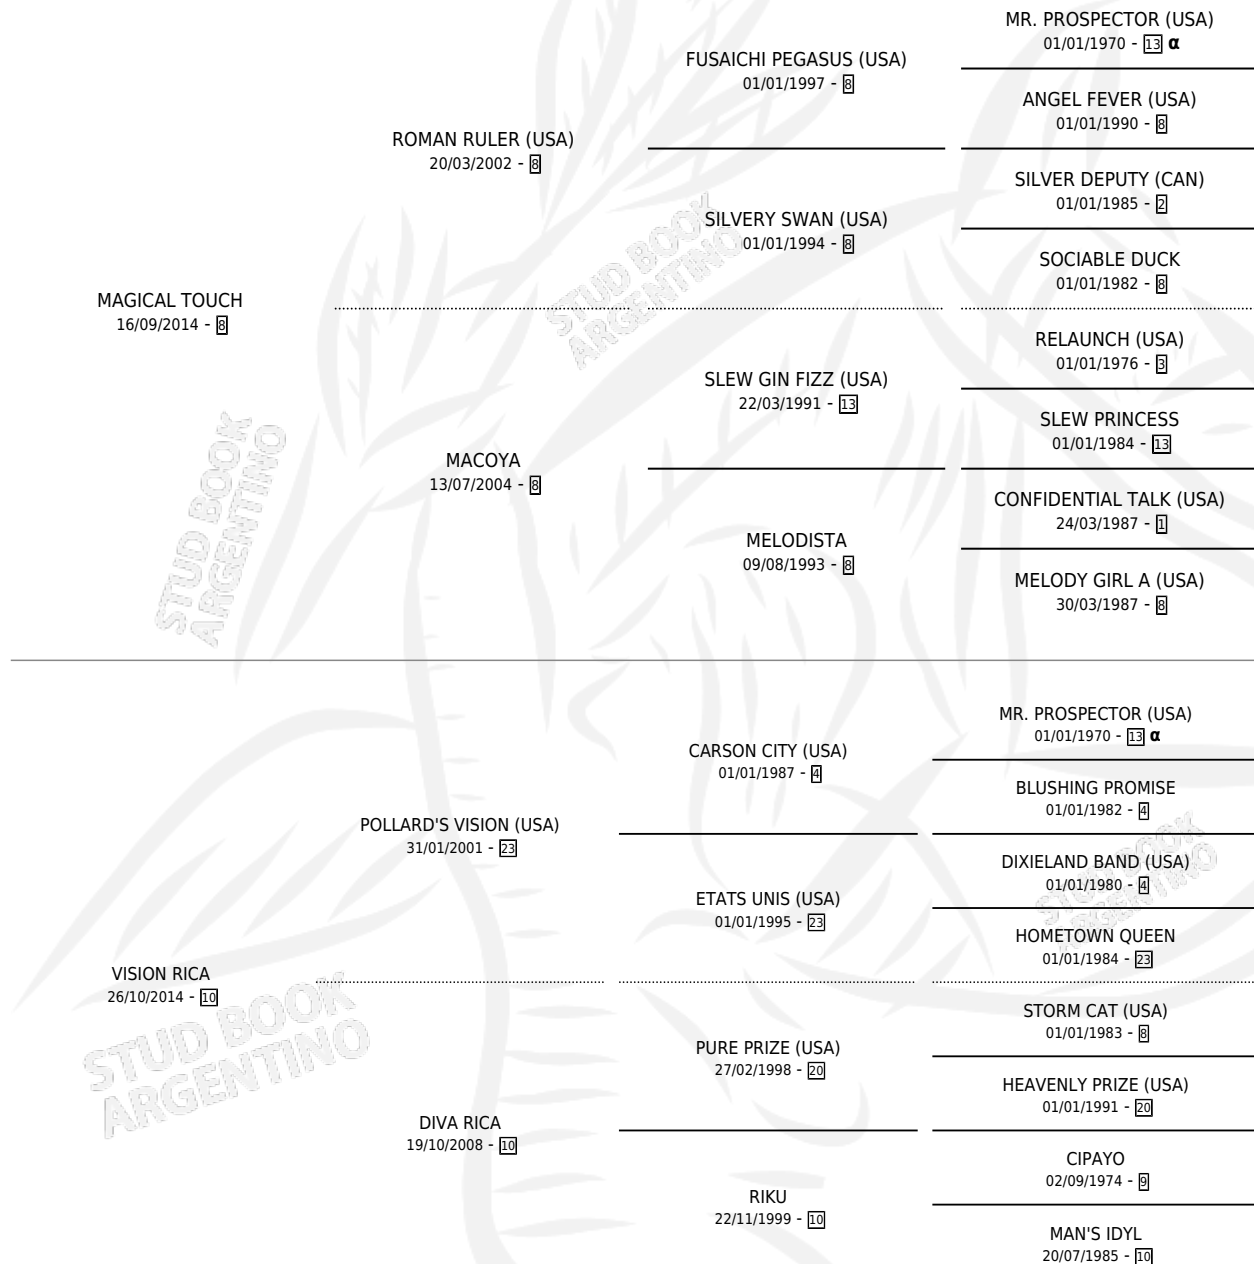 MR. PROSPECTOR (USA)
01/01/1970 - 13 α
FUSAICHI PEGASUS (USA)
01/01/1997 - 8
ANGEL FEVER (USA)
01/01/1990 - 8
ROMAN RULER (USA)
20/03/2002 - 8
SILVER DEPUTY (CAN)
01/01/1985 - 2
SILVERY SWAN (USA)
01/01/1994 - 8
SOCIABLE DUCK
01/01/1982 - 8
MAGICAL TOUCH
16/09/2014 - 8
RELAUNCH (USA)
01/01/1976 - 3
SLEW GIN FIZZ (USA)
22/03/1991 - 13
SLEW PRINCESS
01/01/1984 - 13
MACOYA
13/07/2004 - 8
CONFIDENTIAL TALK (USA)
24/03/1987 - 1
MELODISTA
09/08/1993 - 8
MELODY GIRL A (USA)
30/03/1987 - 8
STUD BOOK
ARGENTINO
STUD BOOK
ARGENTINO
MR. PROSPECTOR (USA)
01/01/1970 - 13 α
CARSON CITY (USA)
01/01/1987 - 4
BLUSHING PROMISE
01/01/1982 - 4
POLLARD'S VISION (USA)
31/01/2001 - 23
DIXIELAND BAND (USA)
01/01/1980 - 4
ETATS UNIS (USA)
01/01/1995 - 23
HOMETOWN QUEEN
01/01/1984 - 23
VISION RICA
26/10/2014 - 10
STORM CAT (USA)
01/01/1983 - 8
PURE PRIZE (USA)
27/02/1998 - 20
HEAVENLY PRIZE (USA)
01/01/1991 - 20
DIVA RICA
19/10/2008 - 10
CIPAYO
02/09/1974 - 9
RIKU
22/11/1999 - 10
MAN'S IDYL
20/07/1985 - 10
STUD BOOK
ARGENTINO
STUD BOOK
ARGENTINO